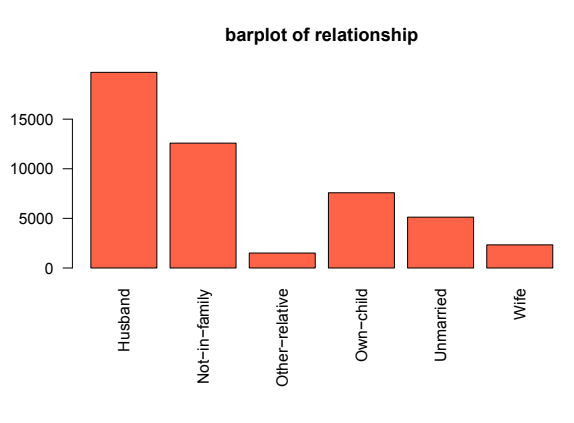 barplot of relationship
15000
10000
5000
0
Husband
Not−in−family
Other−relative
Own−child
Unmarried
Wife